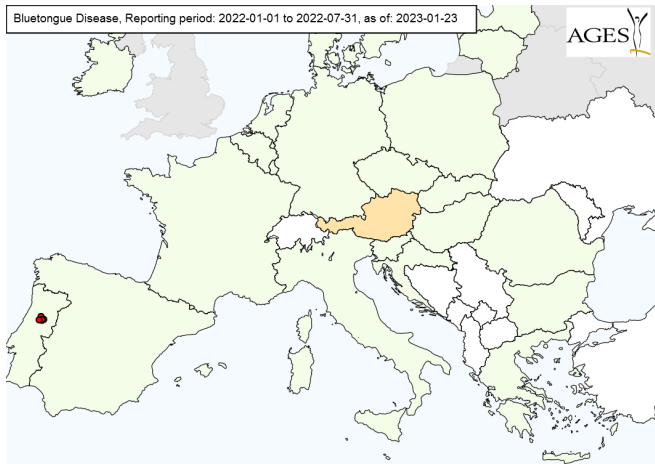 Bluetongue Disease, Reporting period: 2022-01-01 to 2022-07-31, as of: 2023-01-23
AGES